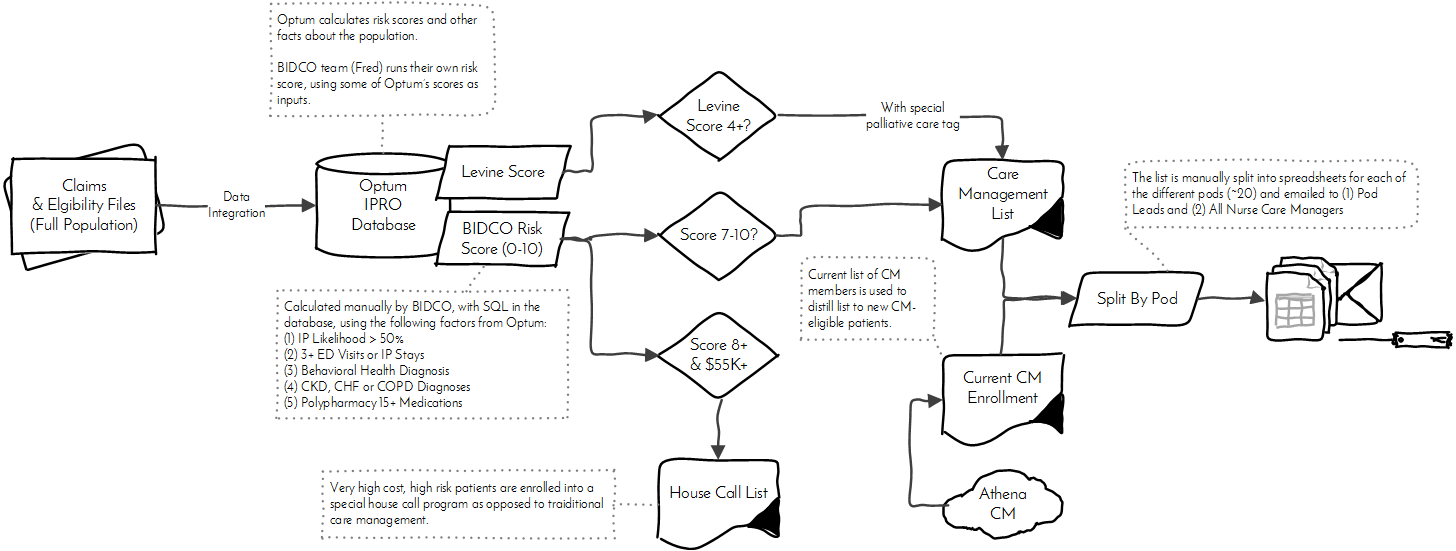 Optum calculates risk scores and other
facts about the population.
BIDCO team (Fred) runs their own risk
score, using some of Optum's scores as
inputs.
Claims
& Elgibility Files
(Full Population)
Data
Integration
Optum
IPRO
Database
Levine Score
BIDCO Risk
Score (0-10)
Calculated manually by BIDCO, with SQL in the
database, using the following factors from Optum:
(1) IP Likelihood > 50%
(2) 3+ ED Visits or IP Stays
(3) Behavioral Health Diagnosis
(4) CKD, CHF or COPD Diagnoses
(5) Polypharmacy 15+ Medications
Levine
Score 4+?
With special
palliative care tag
Score 7-10?
Score 8+
& $55K+
Care
Management
List
Current list of CM
members is used to
distill list to new CM-
eligible patients.
Current CM
Enrollment
Athena
CM
Very high cost, high risk patients are enrolled into a
special house call program as opposed to traiditional
care management.
House Call List
The list is manually split into spreadsheets for each of
the different pods (~20) and emailed to (1) Pod
Leads and (2) All Nurse Care Managers
Split By Pod